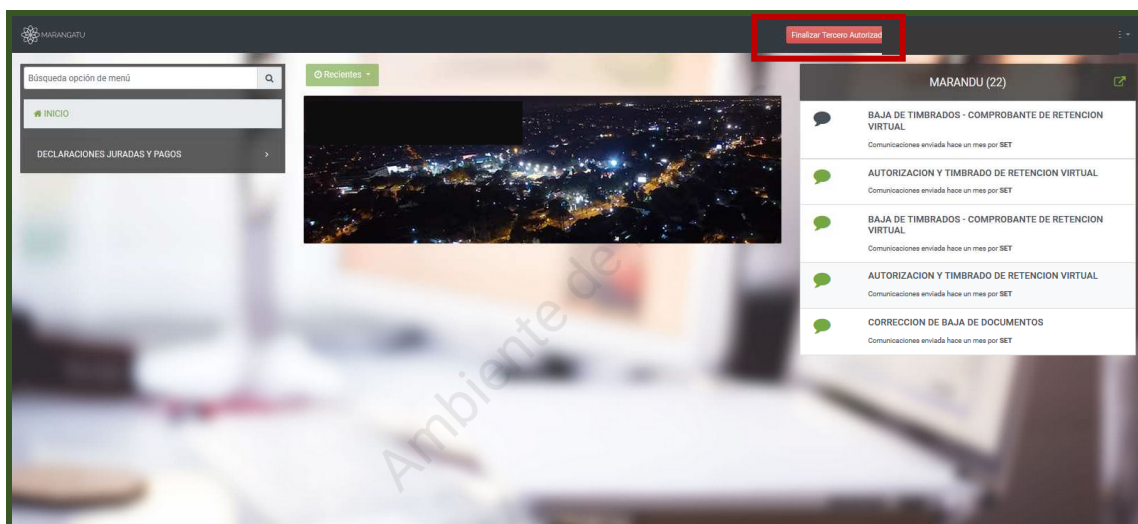 MARANGATU
Finalizar Tercero Autorizad
Búsqueda opción de menú
INICIO
DECLARACIONES JURADAS Y PAGOS
Recientes
MARANDU (22)
BAJA DE TIMBRADOS - COMPROBANTE DE RETENCION
VIRTUAL
Comunicaciones enviada hace un mes por SET
AUTORIZACION Y TIMBRADO DE RETENCION VIRTUAL
Comunicaciones enviada hace un mes por SET
BAJA DE TIMBRADOS - COMPROBANTE DE RETENCION
VIRTUAL
Comunicaciones enviada hace un mes por SET
AUTORIZACION Y TIMBRADO DE RETENCION VIRTUAL
Comunicaciones enviada hace un mes por SET
CORRECCION DE BAJA DE DOCUMENTOS
Comunicaciones enviada hace un mes por SET
Ambiente de